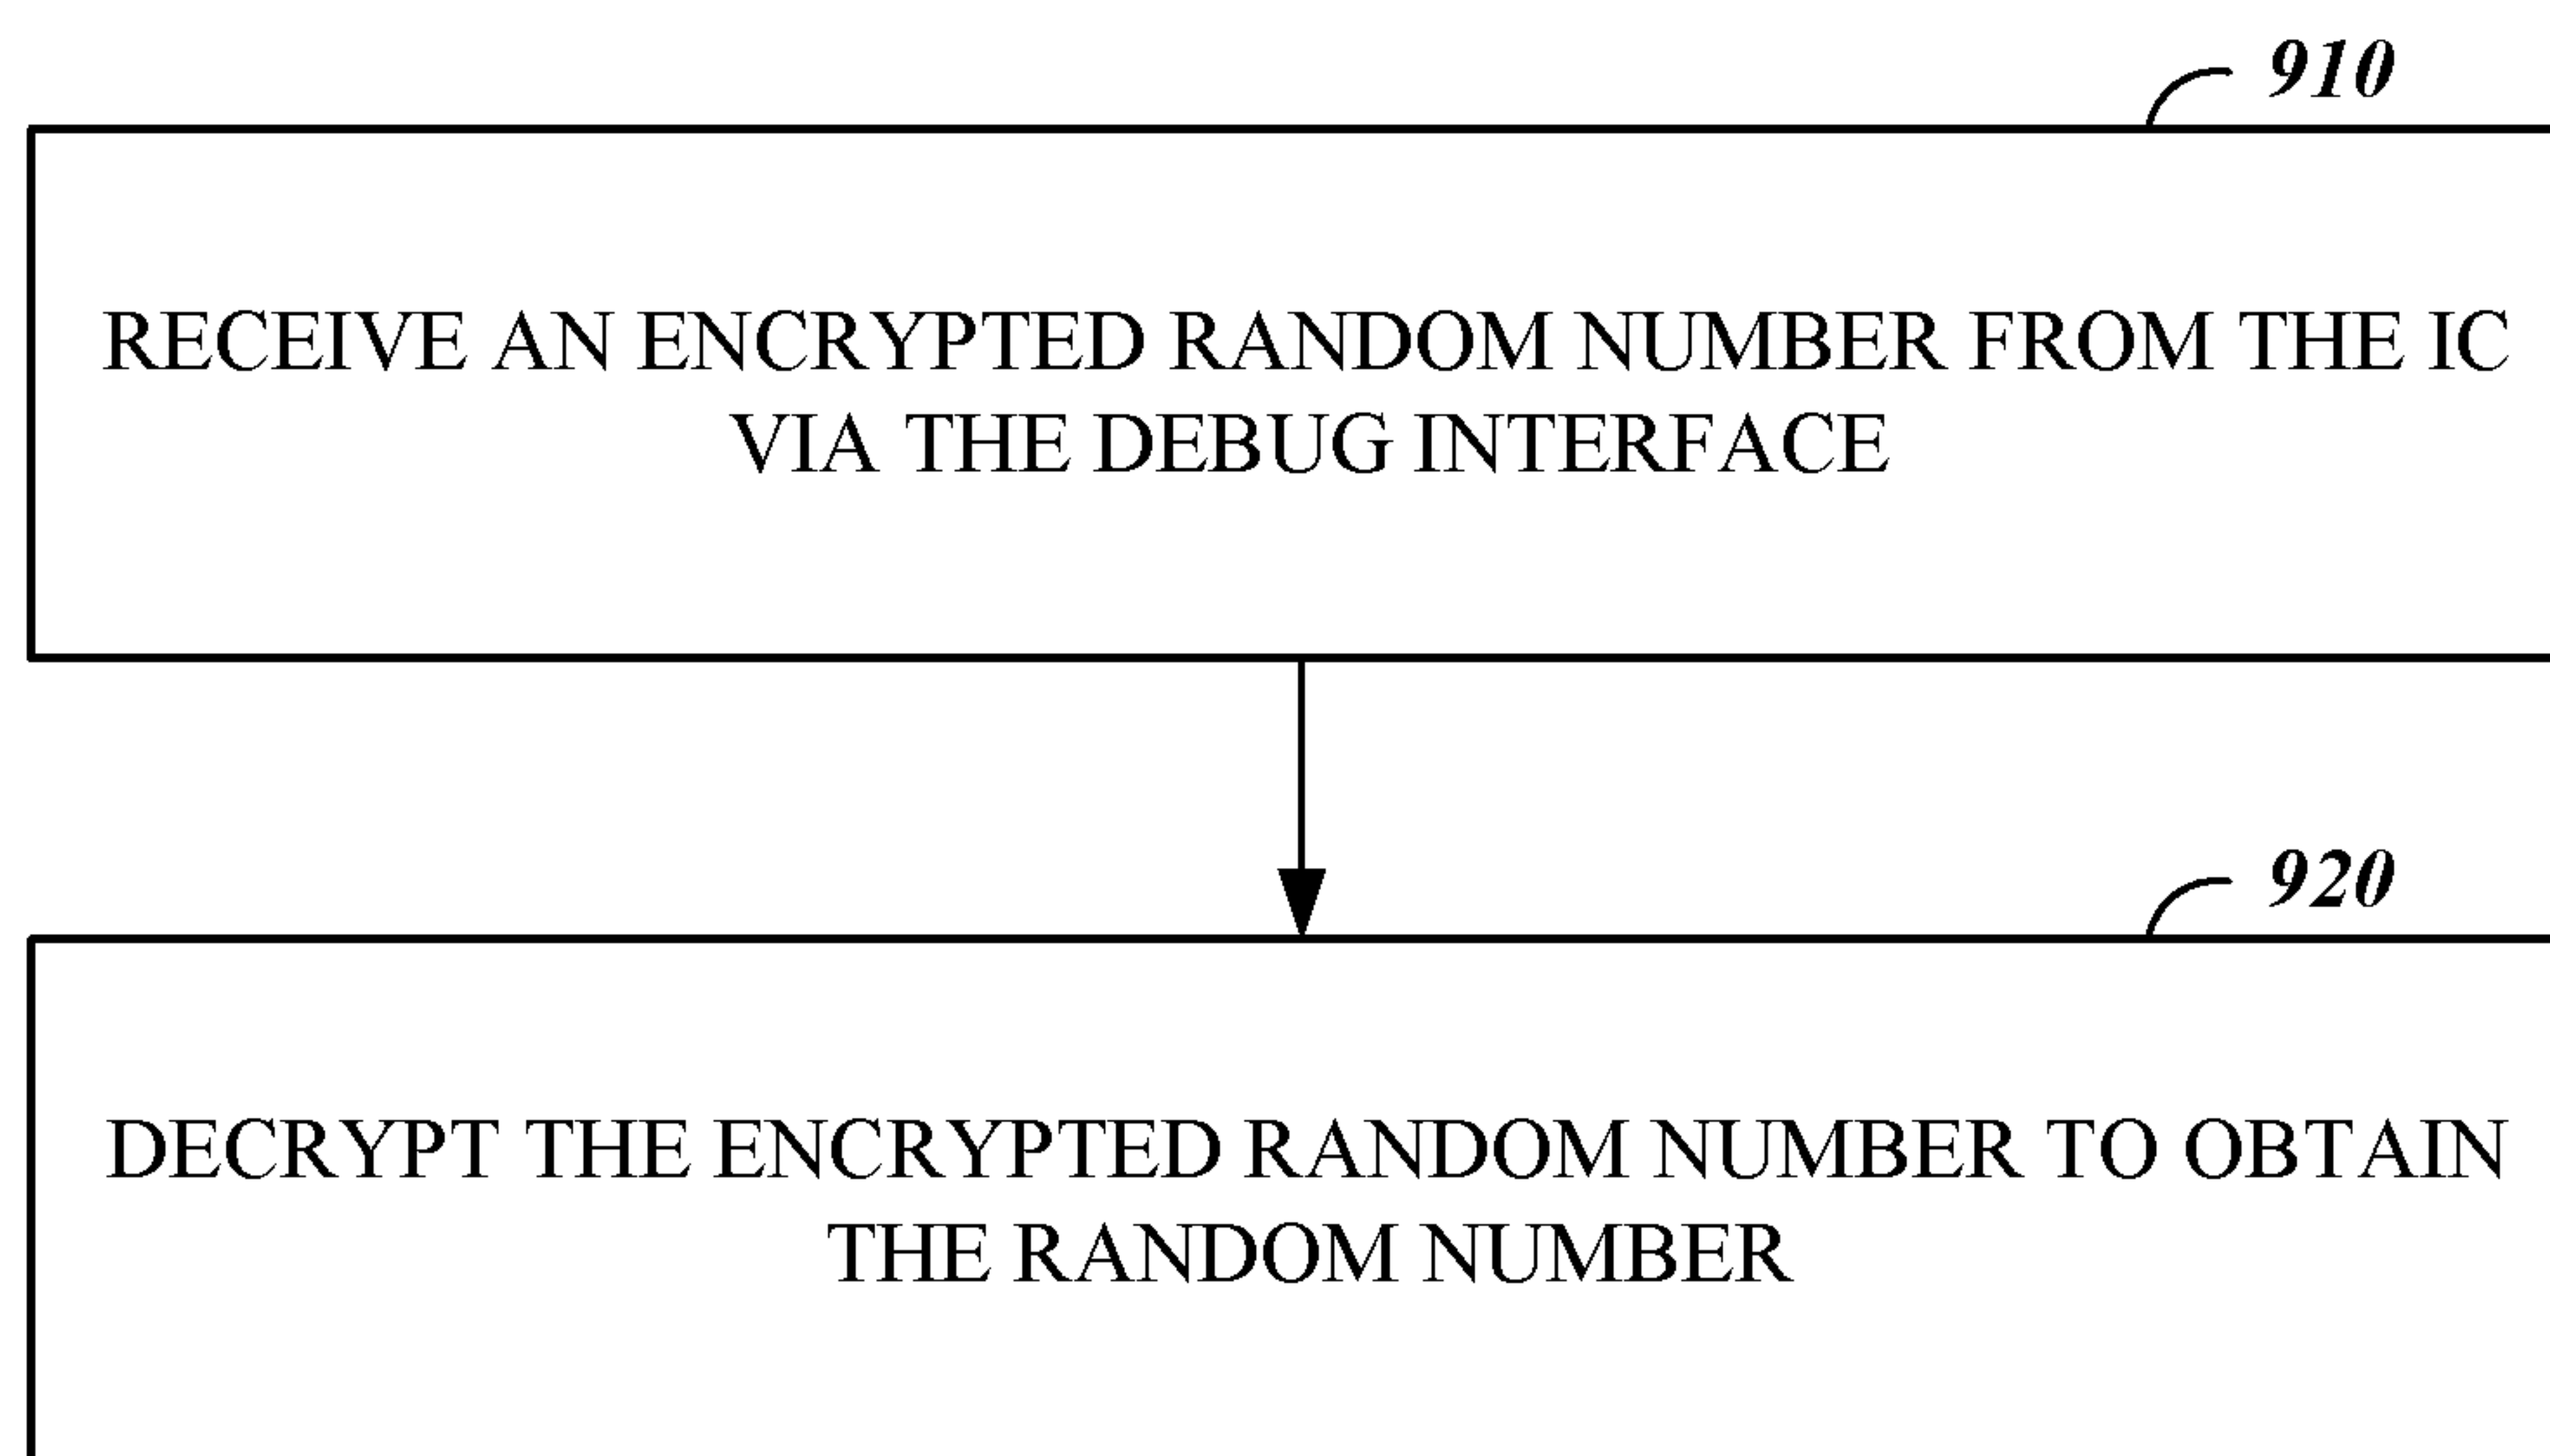 910
RECEIVE AN ENCRYPTED RANDOM NUMBER FROM THE IC
VIA THE DEBUG INTERFACE
920
DECRYPT THE ENCRYPTED RANDOM NUMBER TO OBTAIN
THE RANDOM NUMBER